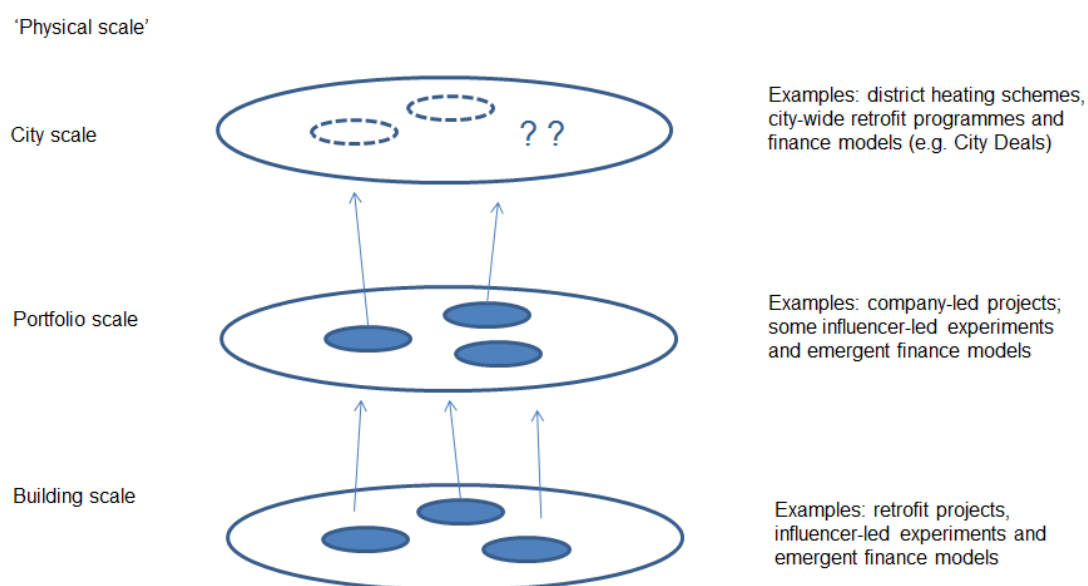 ‘Physical scale’
City scale
? ?
Examples: district heating schemes,
city-wide retrofit programmes and
finance models (e.g. City Deals)
Portfolio scale
Examples: company-led projects;
some influencer-led experiments
and emergent finance models
Building scale
Examples: retrofit projects,
influencer-led experiments and
emergent finance models